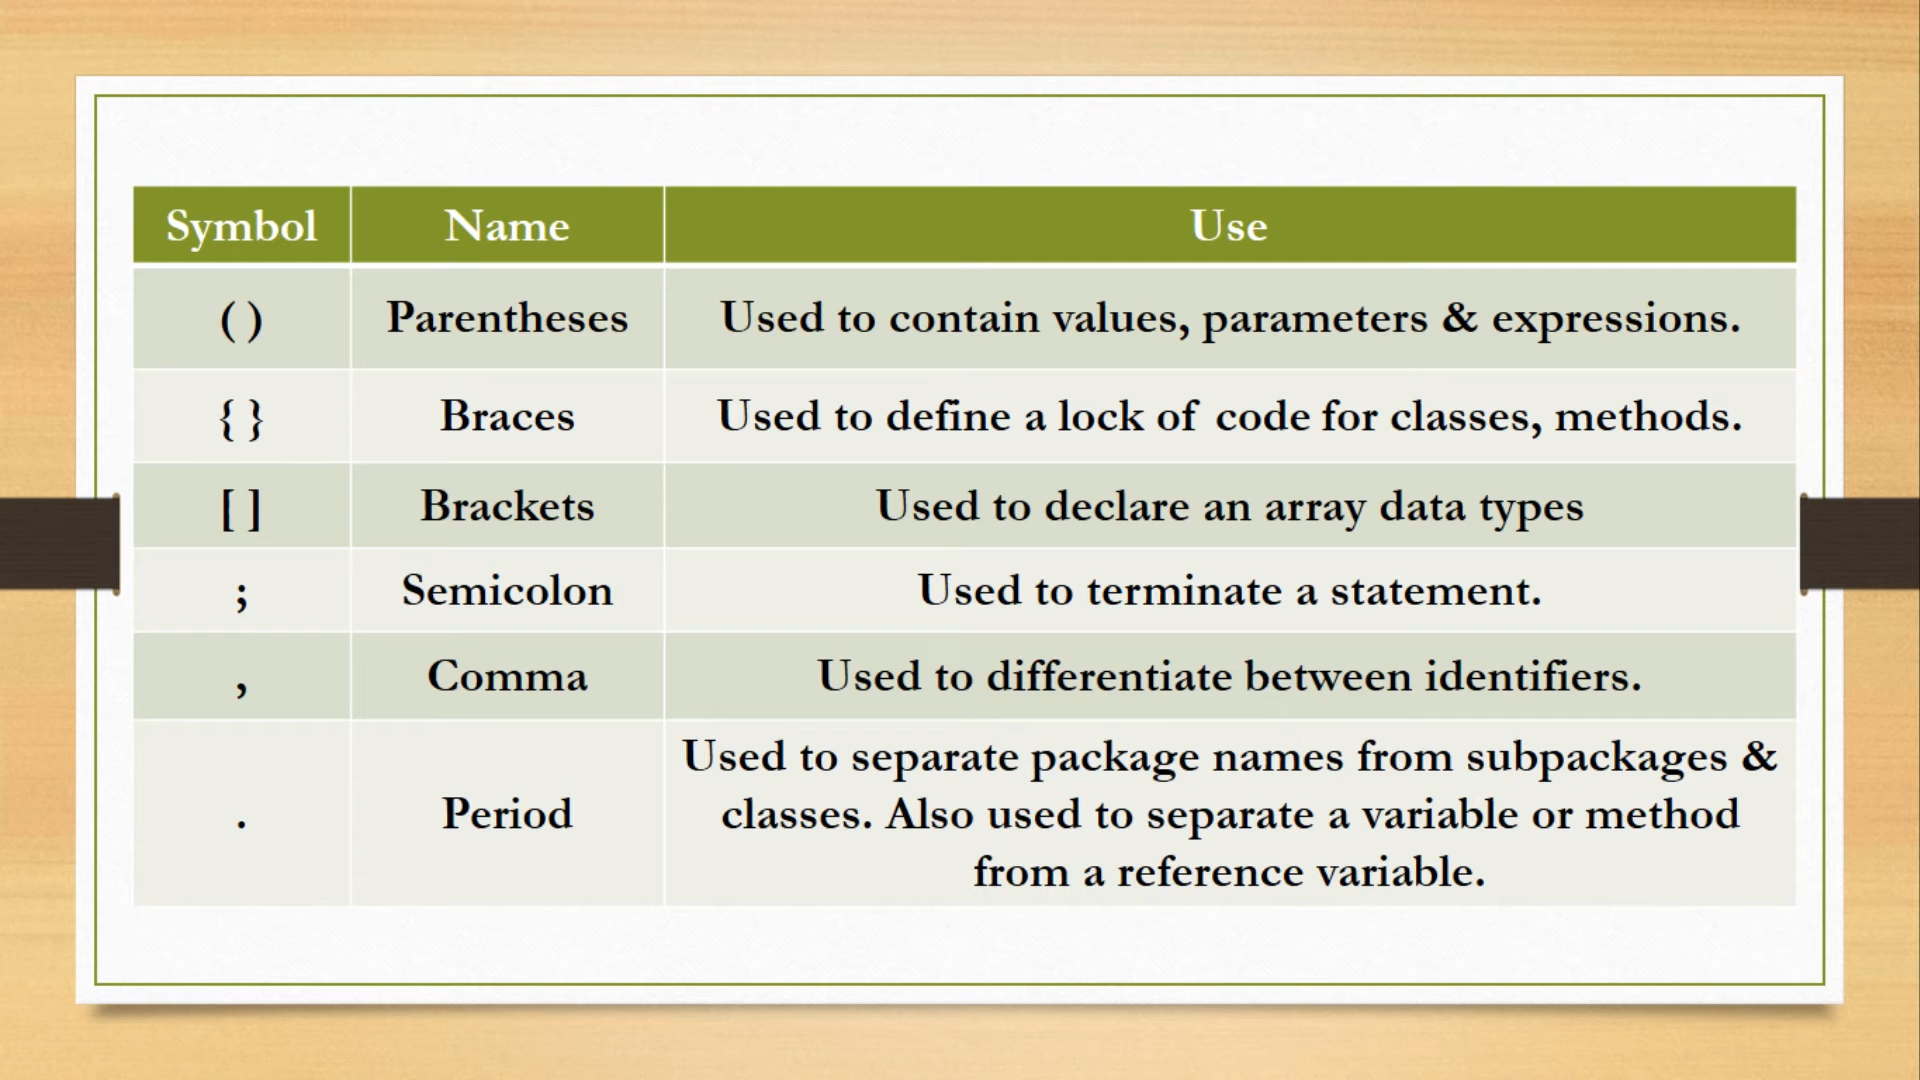 Symbol Name Use
( ) Parentheses Used to contain values, parameters & expressions.
{ } Braces Used to define a lock of code for classes, methods.
[ ] Brackets Used to declare an array data types
; Semicolon Used to terminate a statement.
, Comma Used to differentiate between identifiers.
. Period Used to separate package names from subpackages &
classes. Also used to separate a variable or method
from a reference variable.